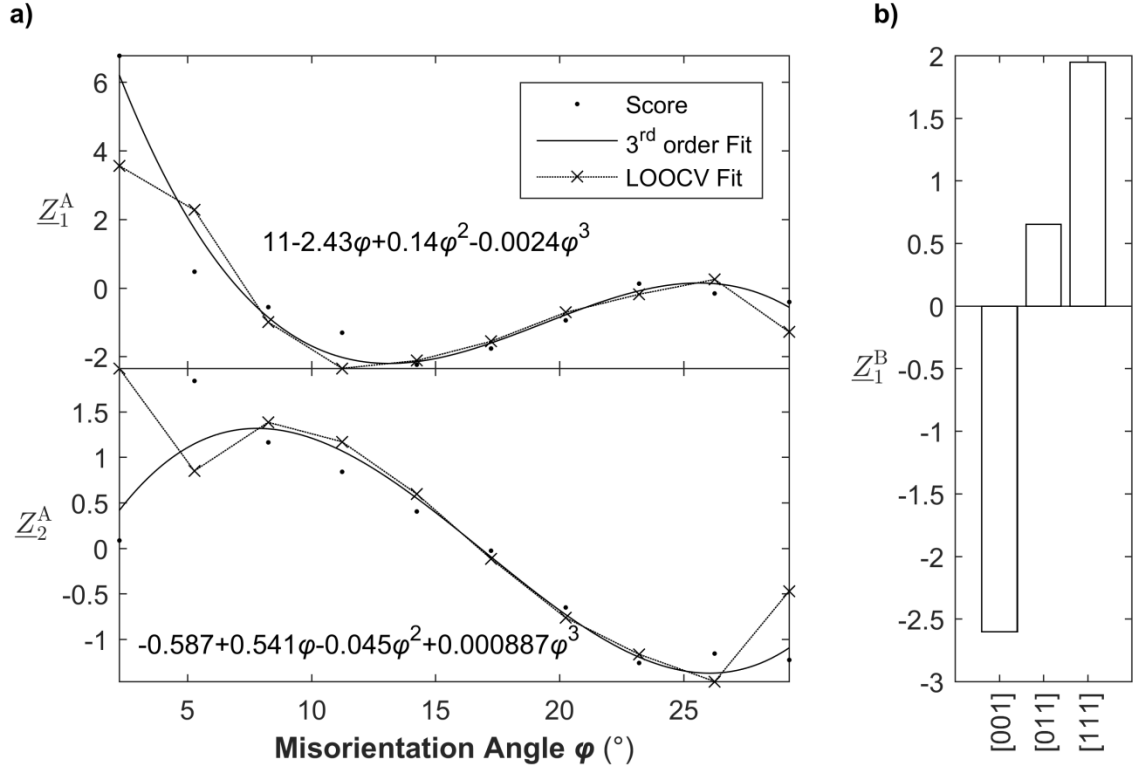 a)
6
4
2
0
-2
Z₁ᴬ
Score
3ʳᵈ order Fit
LOOCV Fit
11-2.43φ+0.14φ²-0.0024φ³
1.5
1
0.5
0
-0.5
-1
Z₂ᴬ
-0.587+0.541φ-0.045φ²+0.000887φ³
5 10 15 20 25
Misorientation Angle φ (°)
b)
2
1.5
1
0.5
0
-0.5
-1
-1.5
-2
-2.5
-3
Z₁ᴮ
[001]
[011]
[111]